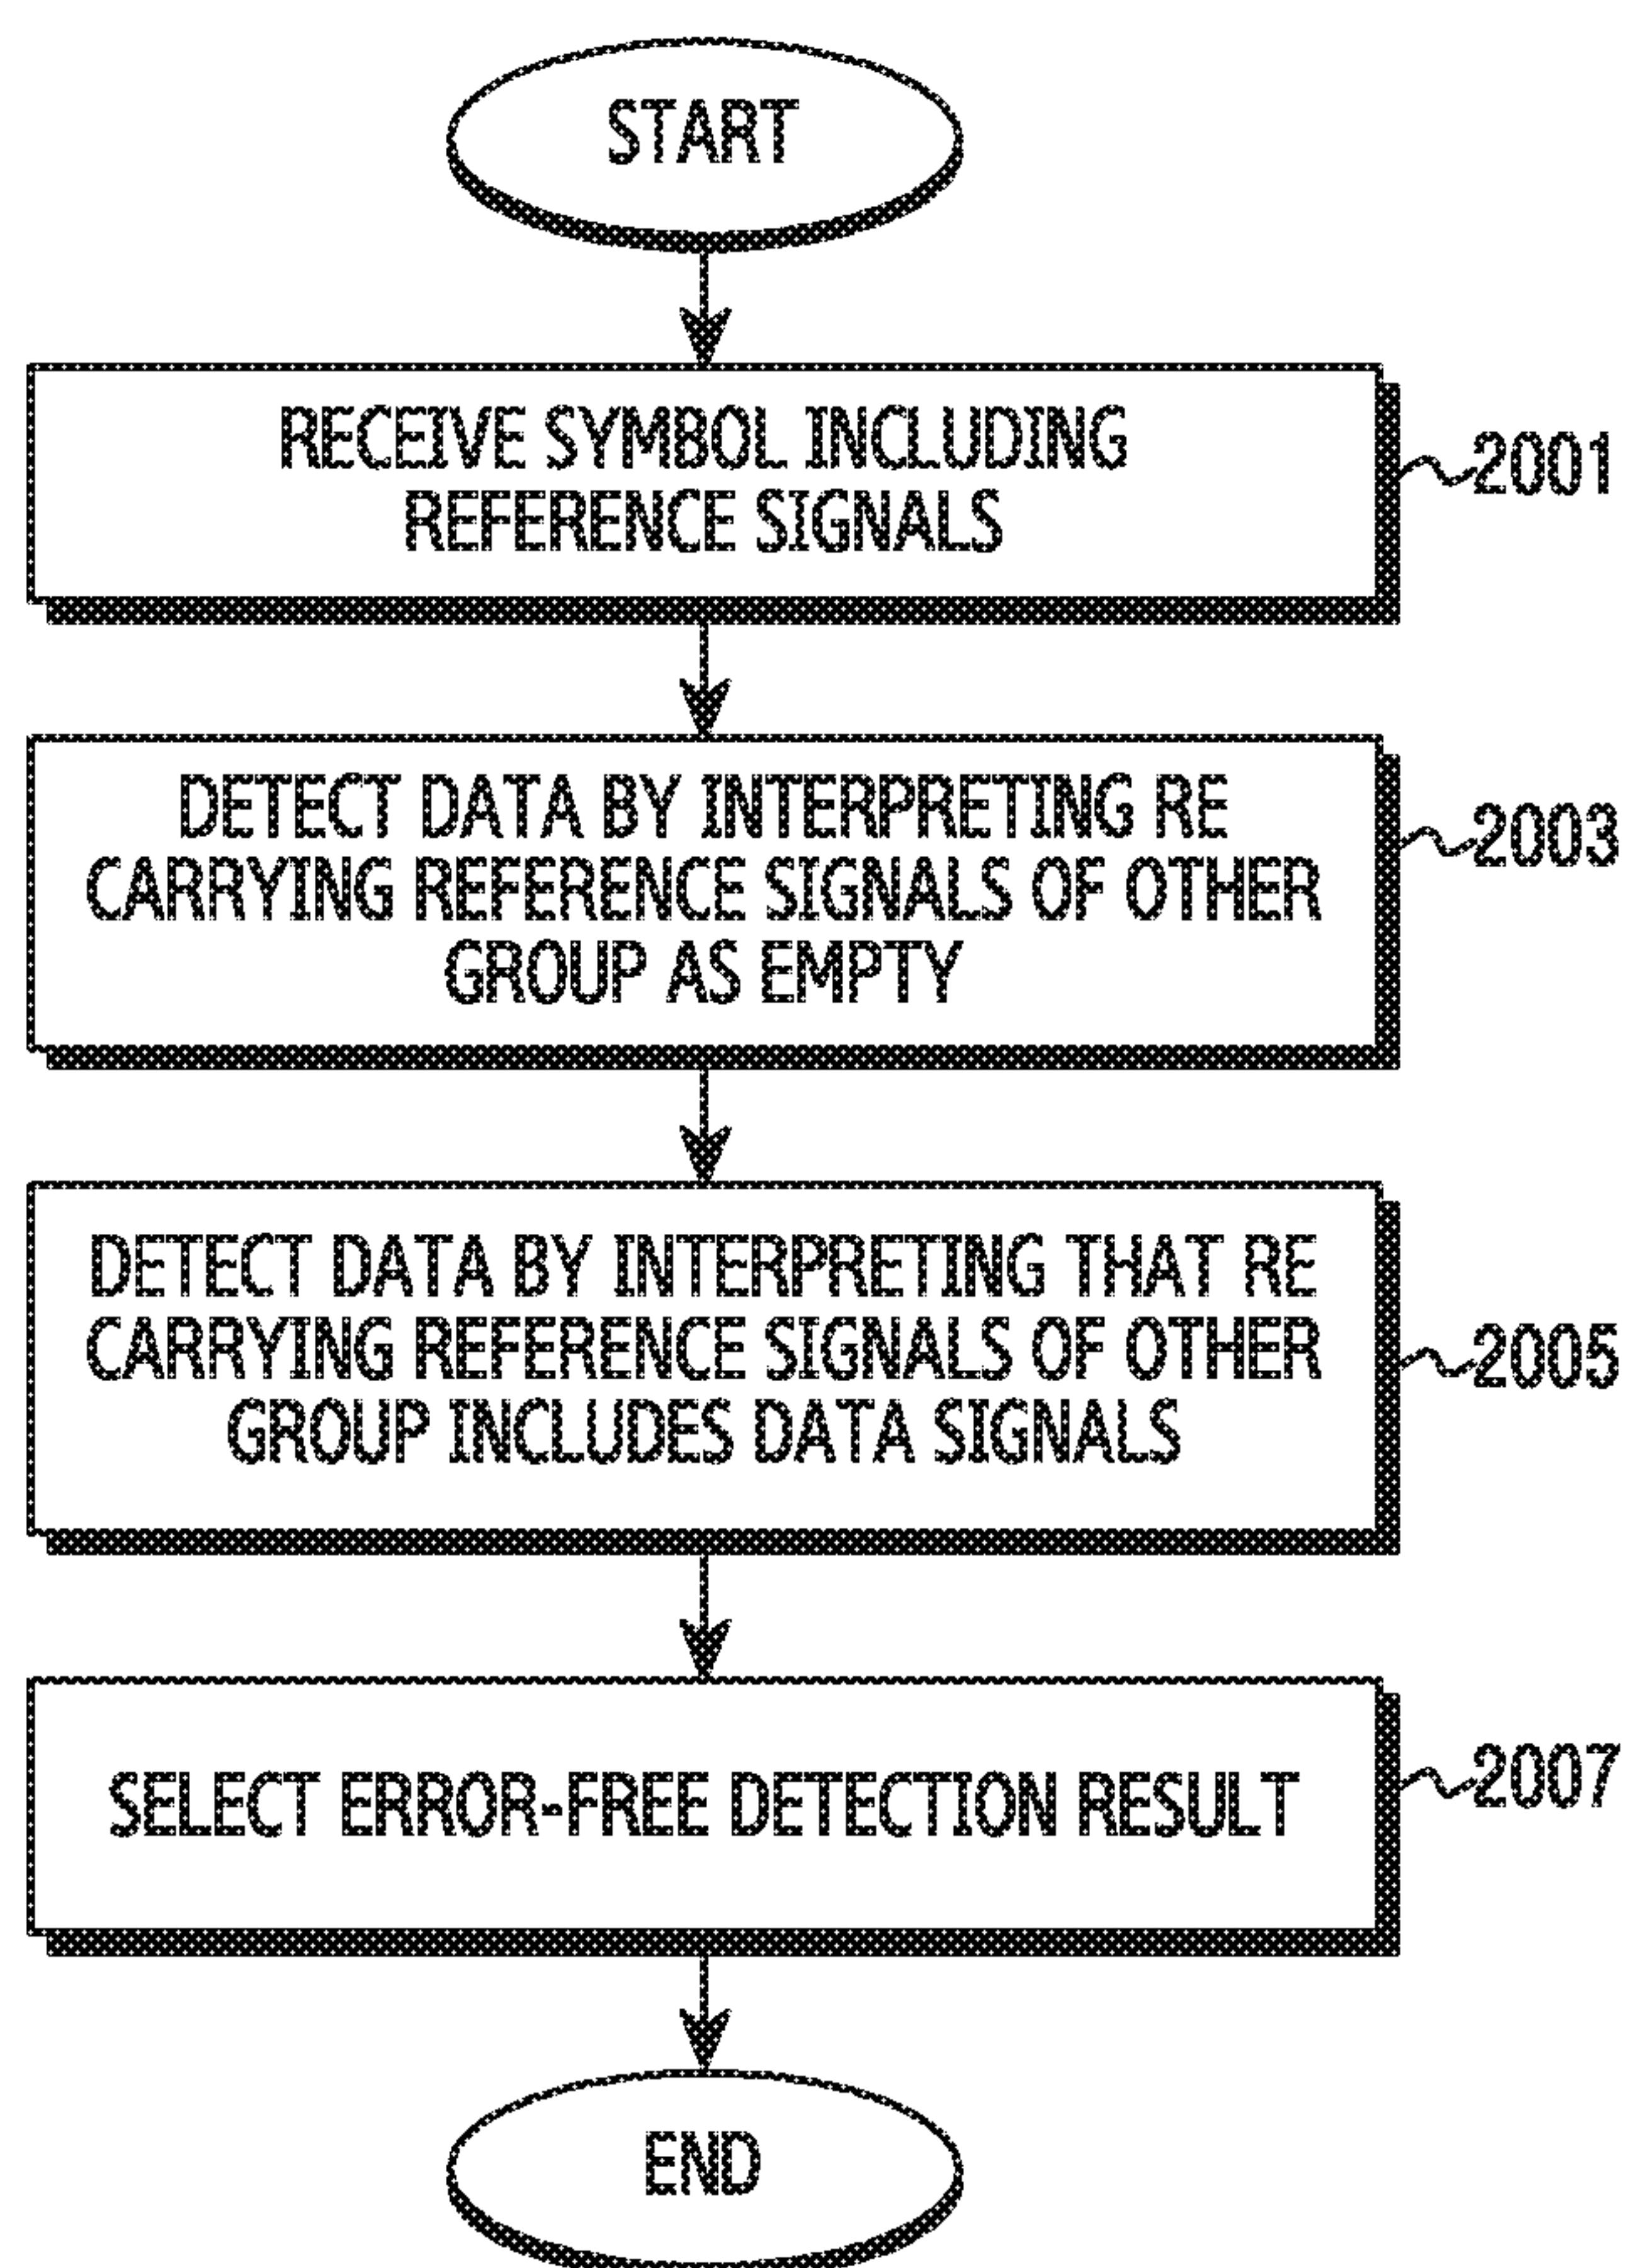 START
RECEIVE SYMBOL INCLUDING
REFERENCE SIGNALS
2001
DETECT DATA BY INTERPRETING RE
CARRYING REFERENCE SIGNALS OF OTHER
GROUP AS EMPTY
2003
DETECT DATA BY INTERPRETING THAT RE
CARRYING REFERENCE SIGNALS OF OTHER
GROUP INCLUDES DATA SIGNALS
2005
SELECT ERROR-FREE DETECTION RESULT
2007
END